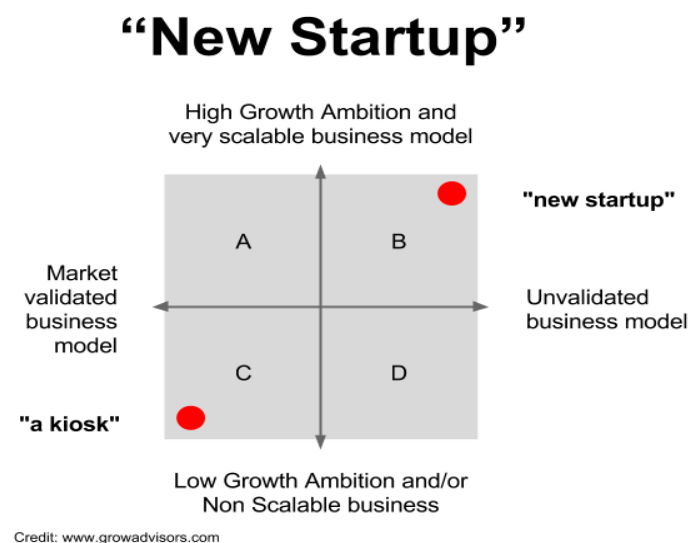 “New Startup”
High Growth Ambition and
very scalable business model
"new startup"
A
B
Market
validated
business
model
Unvalidated
business model
C
D
"a kiosk"
Low Growth Ambition and/or
Non Scalable business
Credit: www.growadvisors.com